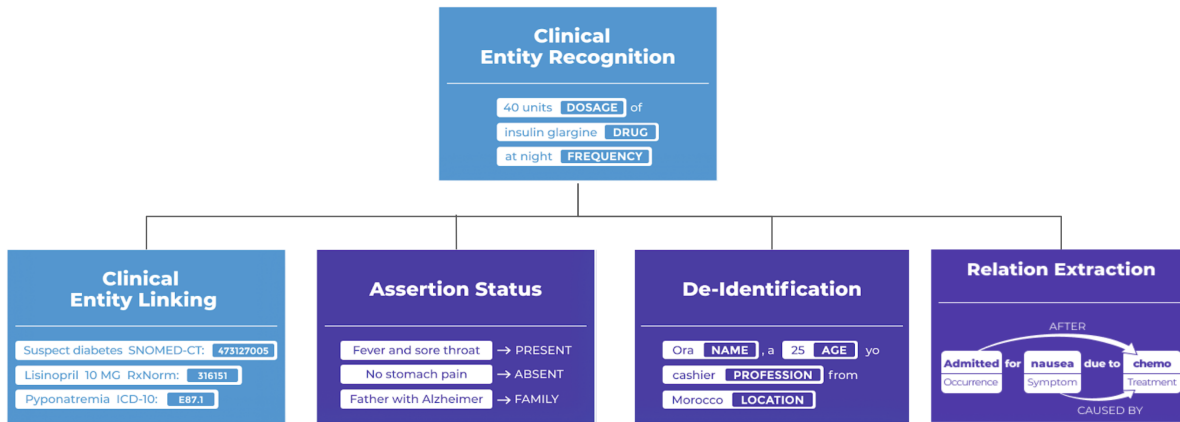 Clinical
Entity Recognition
40 units DOSAGE of
insulin glargine DRUG
at night FREQUENCY
Clinical
Entity Linking
Suspect diabetes SNOMED-CT: 473127005
Lisinopril 10 MG RxNorm: 316151
Pyponatremia ICD-10: E87.1
Assertion Status
Fever and sore throat → PRESENT
No stomach pain → ABSENT
Father with Alzheimer → FAMILY
De-Identification
Ora NAME , a 25 AGE yo
cashier PROFESSION from
Morocco LOCATION
Relation Extraction
AFTER
Admitted for nausea due to chemo
Occurrence Symptom Treatment
CAUSED BY